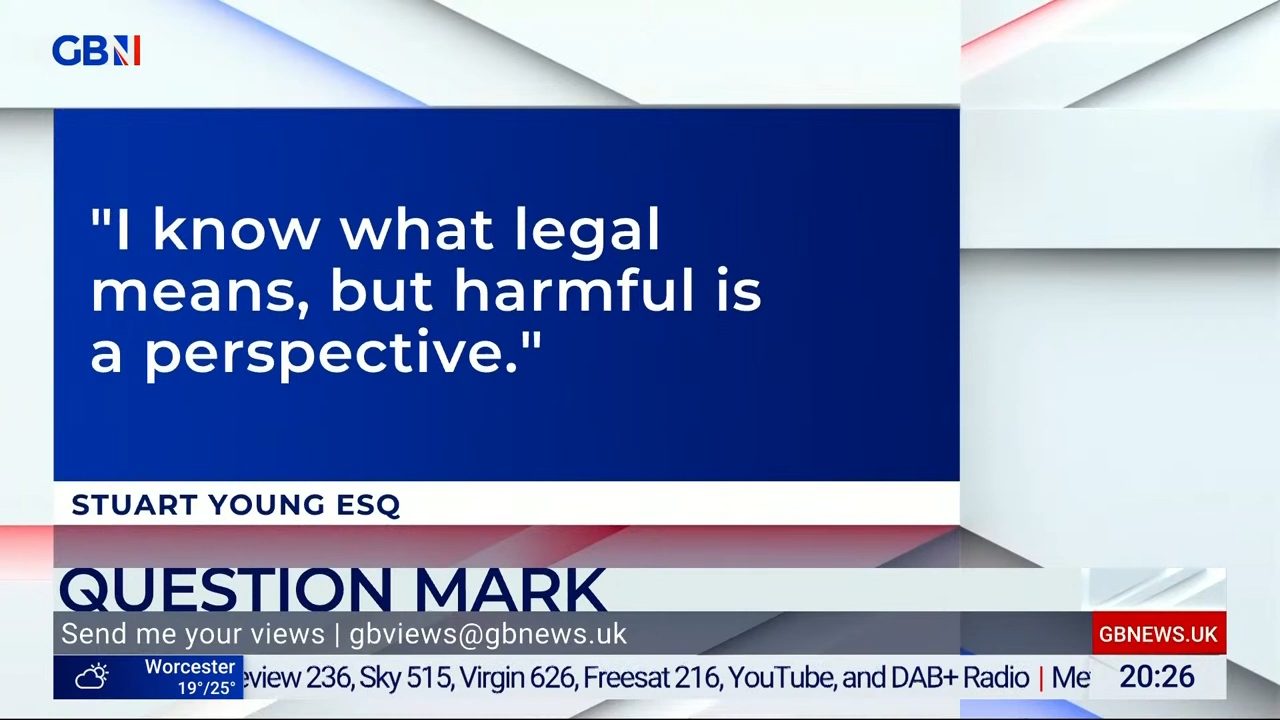 GBN
"I know what legal
means, but harmful is
a perspective."
STUART YOUNG ESQ
QUESTION MARK
Send me your views | gbviews@gbnews.uk
GBNEWS.UK
Worcester
19°/25°
eview 236, Sky 515, Virgin 626, Freesat 216, YouTube, and DAB+ Radio | Me
20:26